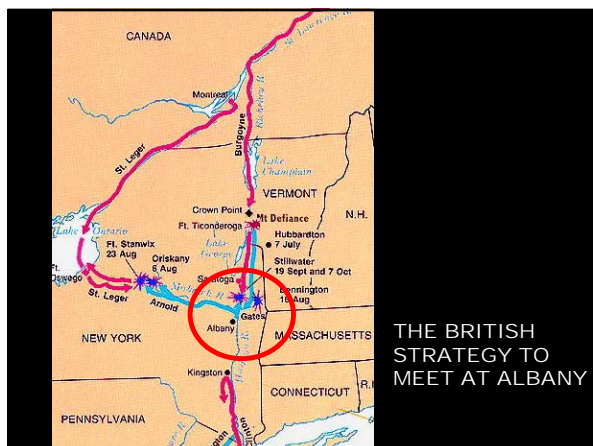 CANADA
St. Lawrence R
Montreal
Richelieu R
Burgoyne
St. Leger
Lake
Champlain
VERMONT
Crown Point
Mt Defiance
N.H.
Ft. Ticonderoga
Lake Ontario
Hubbardton
7 July
Ft. Stanwix
23 Aug
Oriskany
6 Aug
Lake
George
Stillwater
19 Sept and 7 Oct
Ft.
Oswego
Saratoga
Bennington
16 Aug
St. Leger
Mohawk R
Arnold
Gates
Albany
NEW YORK
MASSACHUSETTS
THE BRITISH
STRATEGY TO
MEET AT ALBANY
Kingston
CONNECTICUT
R.I
PENNSYLVANIA